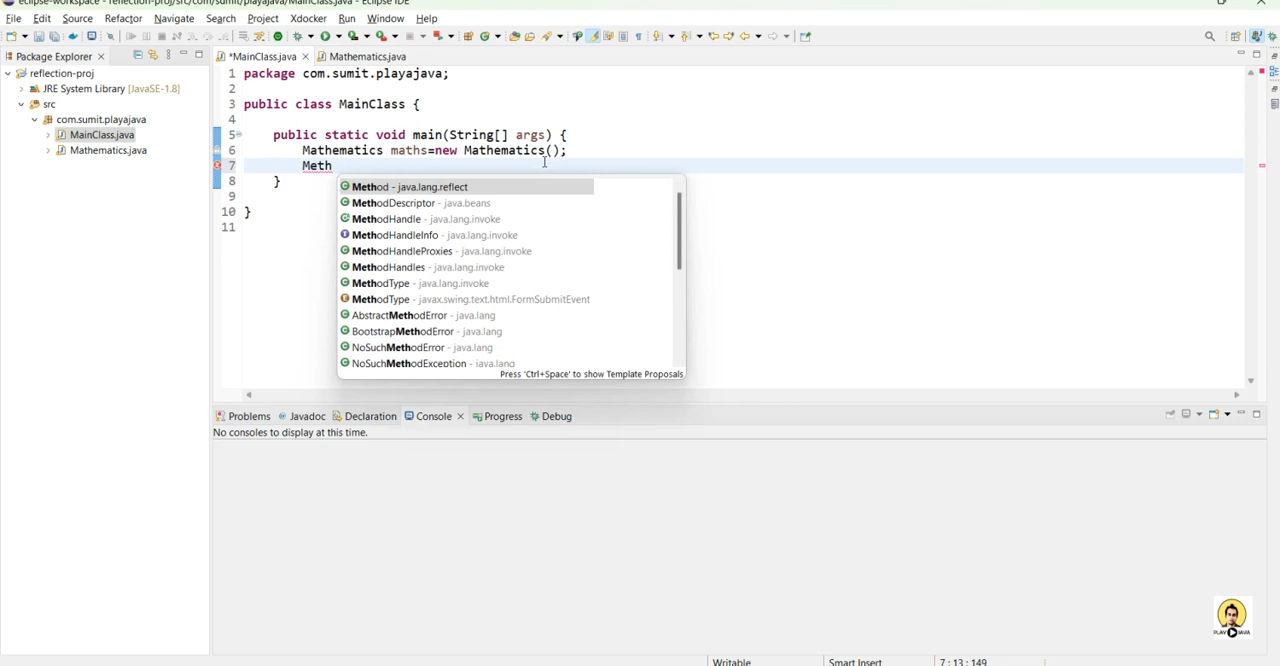 eclipse-workspace - reflection-proj/src/com/sumit/playajava/MainClass.java - Eclipse IDE
File Edit Source Refactor Navigate Search Project Xdocker Run Window Help
Package Explorer
*MainClass.java Mathematics.java
reflection-proj
JRE System Library [JavaSE-1.8]
src
com.sumit.playajava
MainClass.java
Mathematics.java
1 package com.sumit.playajava;
2
3 public class MainClass {
4
5 public static void main(String[] args) {
6 Mathematics maths=new Mathematics();
7 Meth
8 }
9
10 }
11
Method - java.lang.reflect
MethodDescriptor - java.beans
MethodHandle - java.lang.invoke
MethodHandleInfo - java.lang.invoke
MethodHandleProxies - java.lang.invoke
MethodHandles - java.lang.invoke
MethodType - java.lang.invoke
MethodType - javax.swing.text.html.FormSubmitEvent
AbstractMethodError - java.lang
BootstrapMethodError - java.lang
NoSuchMethodError - java.lang
NoSuchMethodException - java.lang
Press 'Ctrl+Space' to show Template Proposals
Problems Javadoc Declaration Console Progress Debug
No consoles to display at this time.
PLAY JAVA
Writable Smart Insert 7 : 13 : 149